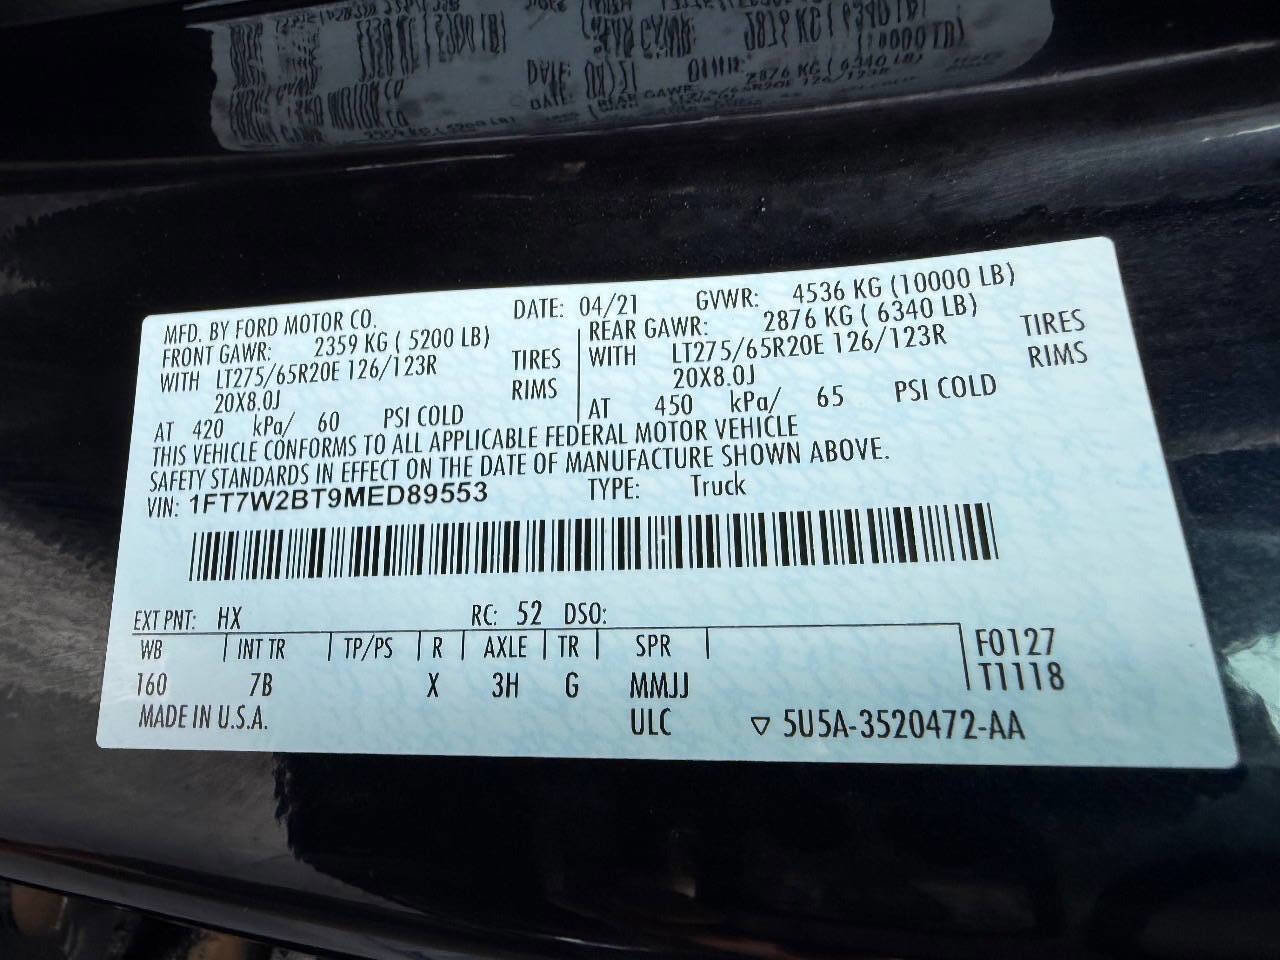 MFD. BY FORD MOTOR CO. DATE: 04/21 GVWR: 4536 KG (10000 LB)
FRONT GAWR: 2359 KG ( 5200 LB) REAR GAWR: 2876 KG ( 6340 LB)
WITH LT275/65R20E 126/123R TIRES WITH LT275/65R20E 126/123R TIRES
20X8.0J RIMS 20X8.0J RIMS
AT 420 kPa/ 60 PSI COLD AT 450 kPa/ 65 PSI COLD
THIS VEHICLE CONFORMS TO ALL APPLICABLE FEDERAL MOTOR VEHICLE
SAFETY STANDARDS IN EFFECT ON THE DATE OF MANUFACTURE SHOWN ABOVE.
VIN: 1FT7W2BT9MED89553 TYPE: Truck
EXT PNT: HX RC: 52 DSO:
WB INT TR TP/PS R AXLE TR SPR F0127
160 7B X 3H G MMJJ T1118
MADE IN U.S.A. ULC ▽ 5U5A-3520472-AA